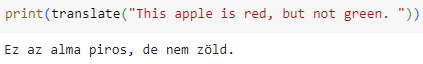 print(translate("This apple is red, but not green. "))
Ez az alma piros, de nem zöld.